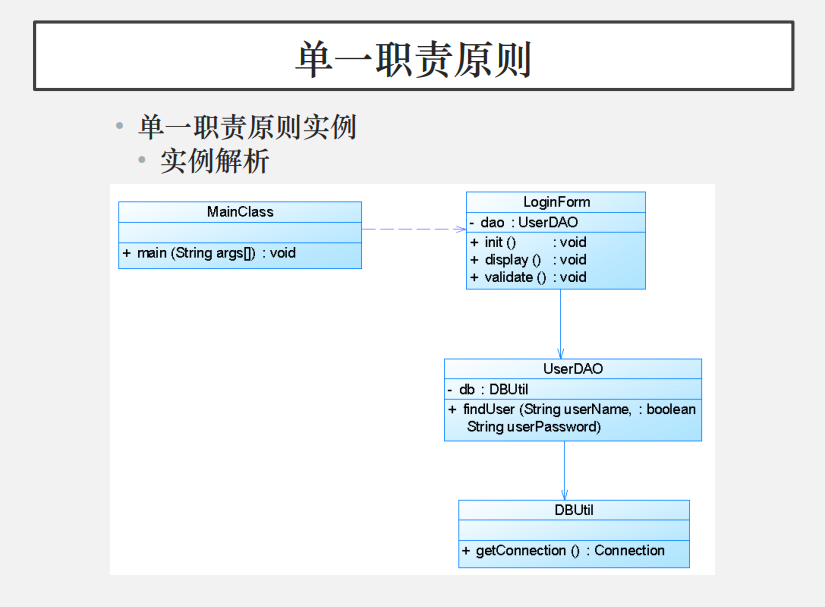 单一职责原则
• 单一职责原则实例
• 实例解析
MainClass
+ main (String args[]) : void
LoginForm
- dao : UserDAO
+ init () : void
+ display () : void
+ validate () : void
UserDAO
- db : DBUtil
+ findUser (String userName, : boolean
String userPassword)
DBUtil
+ getConnection () : Connection